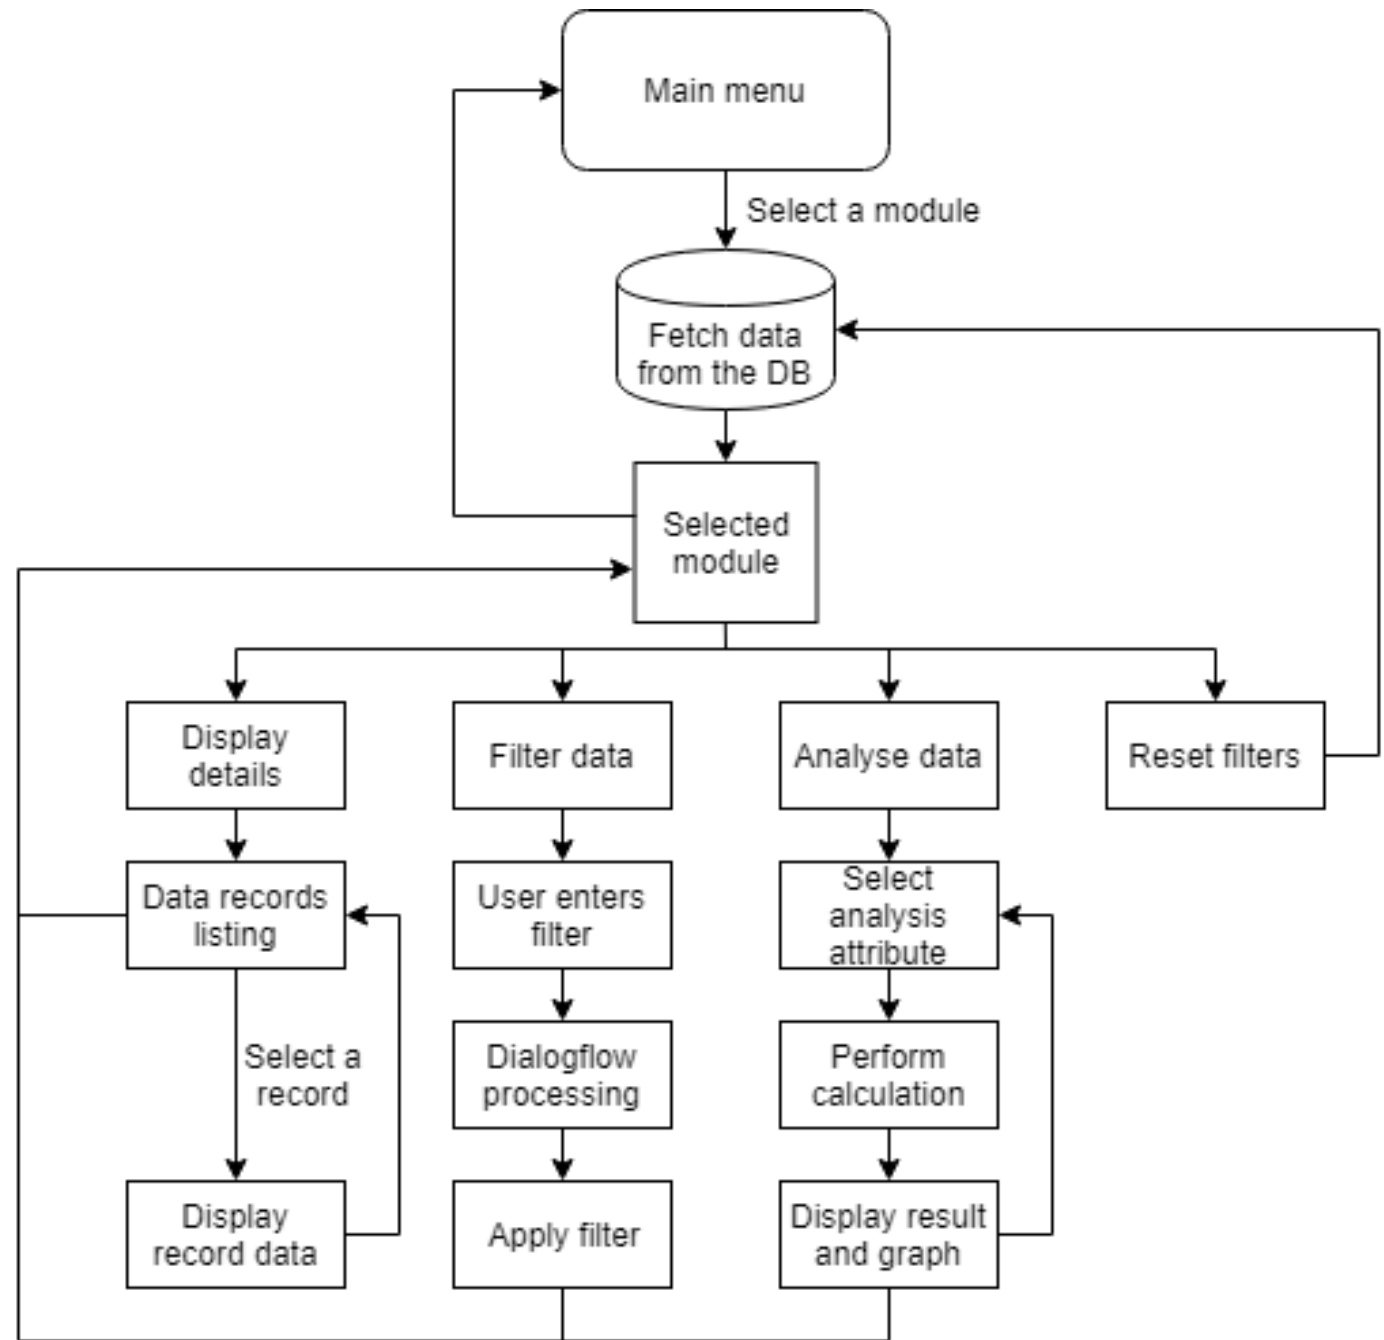 Main menu
Select a module
Fetch data
from the DB
Selected
module
Display
details
Filter data
Analyse data
Reset filters
Data records
listing
User enters
filter
Select
analysis
attribute
Select a
record
Dialogflow
processing
Perform
calculation
Display
record data
Apply filter
Display result
and graph